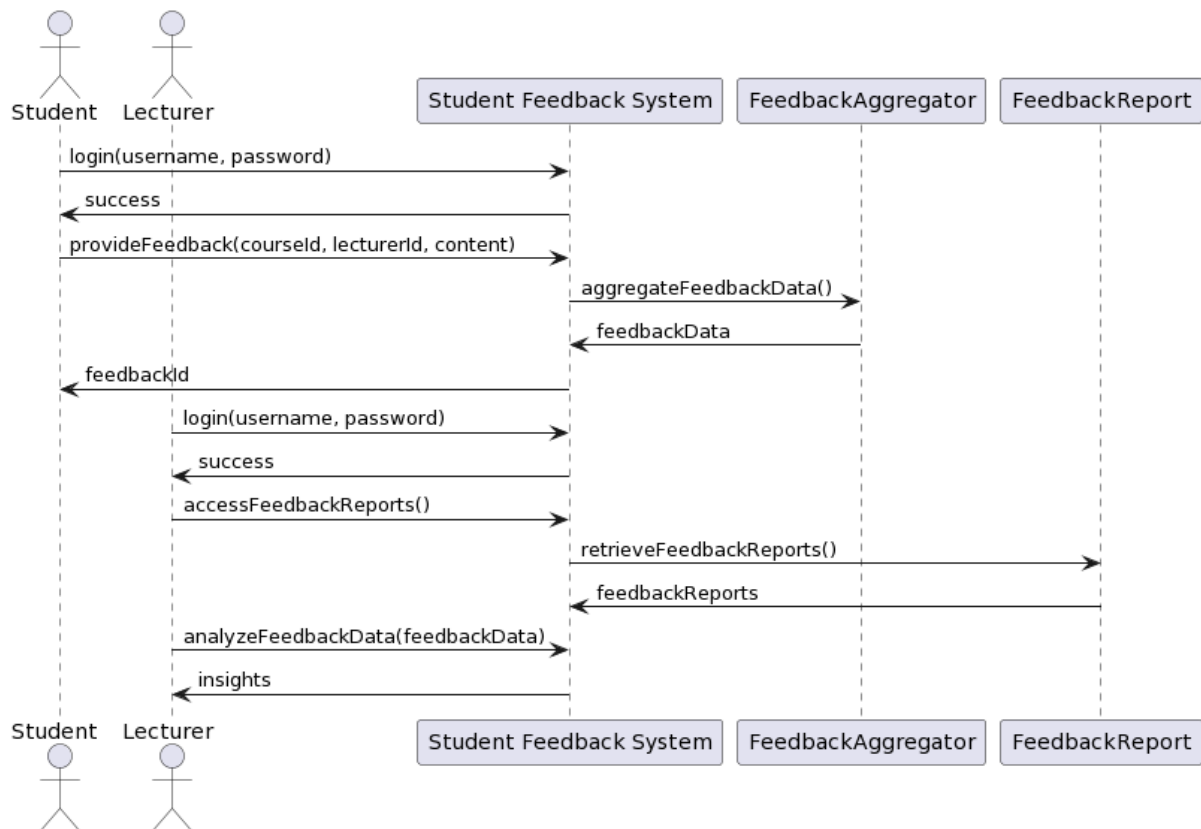 Student
Lecturer
Student Feedback System
FeedbackAggregator
FeedbackReport
login(username, password)
success
provideFeedback(courseId, lecturerId, content)
aggregateFeedbackData()
feedbackData
feedbackId
login(username, password)
success
accessFeedbackReports()
retrieveFeedbackReports()
feedbackReports
analyzeFeedbackData(feedbackData)
insights
Student
Lecturer
Student Feedback System
FeedbackAggregator
FeedbackReport